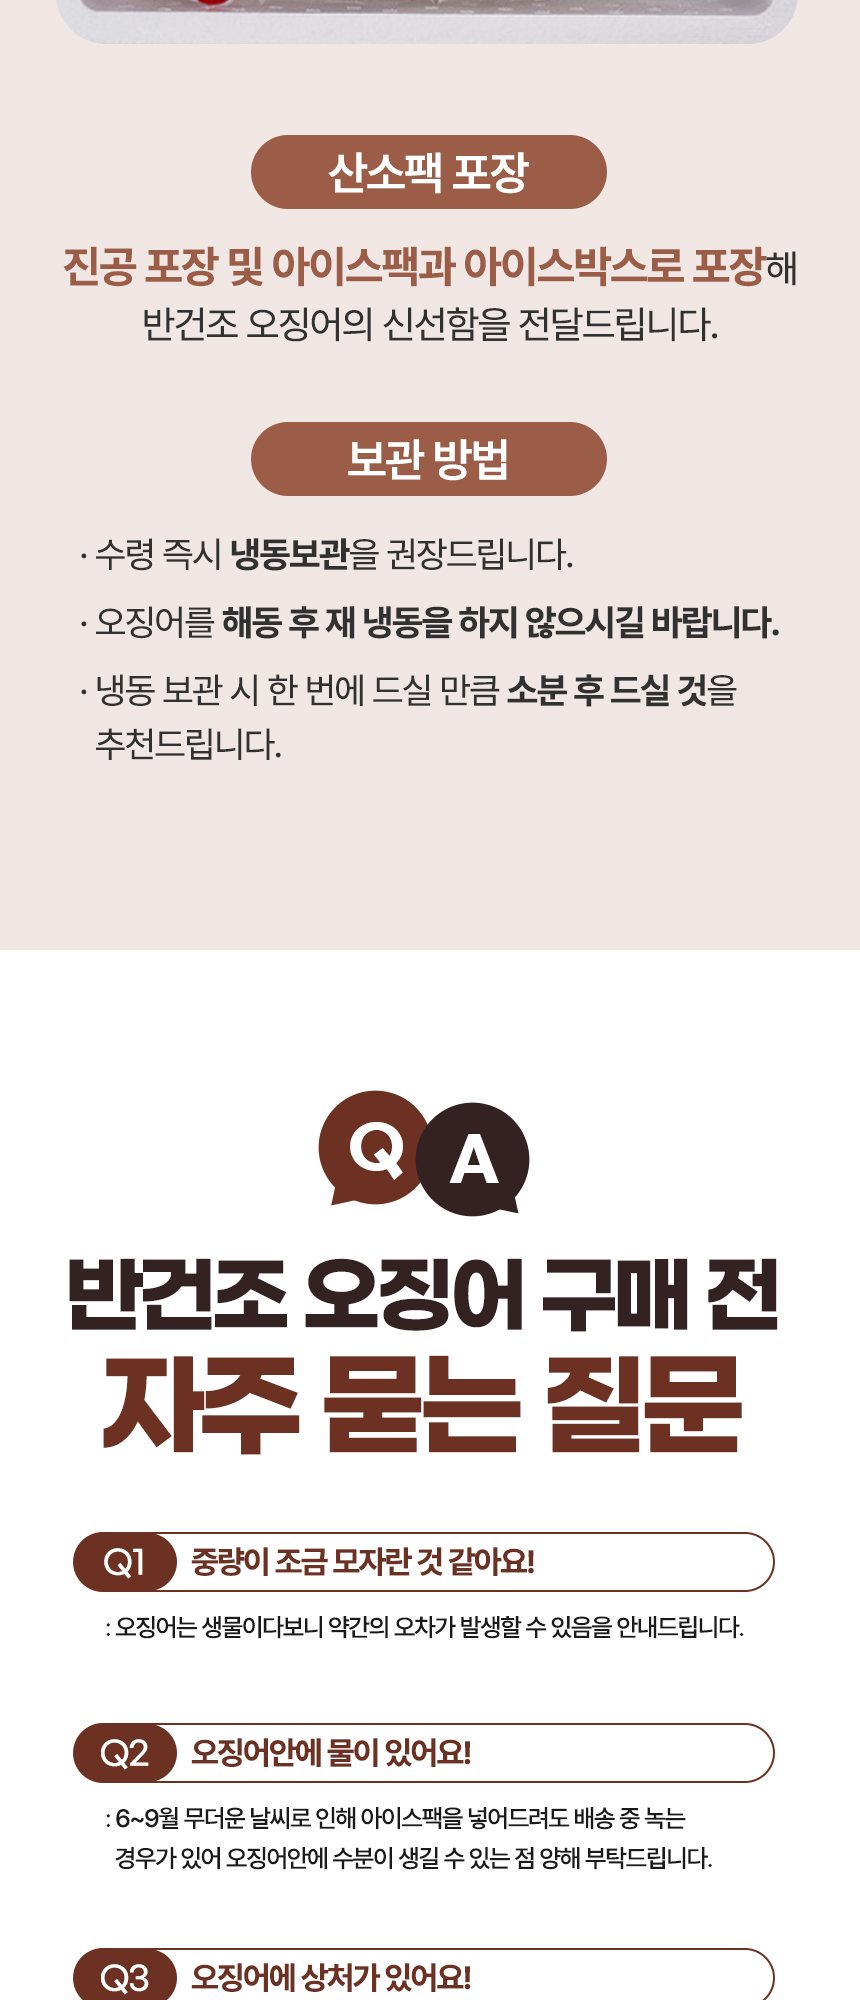 산소팩 포장
진공 포장 및 아이스팩과 아이스박스로 포장해
반건조 오징어의 신선함을 전달드립니다.
보관 방법
· 수령 즉시 냉동보관을 권장드립니다.
· 오징어를 해동 후 재 냉동을 하지 않으시길 바랍니다.
· 냉동 보관 시 한 번에 드실 만큼 소분 후 드실 것을
추천드립니다.
Q A
반건조 오징어 구매 전
자주 묻는 질문
Q1 중량이 조금 모자란 것 같아요!
: 오징어는 생물이다보니 약간의 오차가 발생할 수 있음을 안내드립니다.
Q2 오징어안에 물이 있어요!
: 6~9월 무더운 날씨로 인해 아이스팩을 넣어드려도 배송 중 녹는
경우가 있어 오징어안에 수분이 생길 수 있는 점 양해 부탁드립니다.
Q3 오징어에 상처가 있어요!